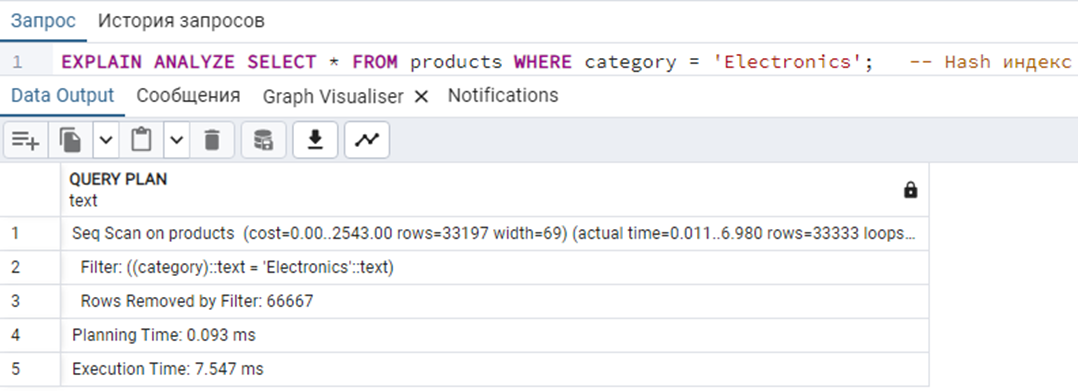 Запрос История запросов
1 EXPLAIN ANALYZE SELECT * FROM products WHERE category = 'Electronics'; -- Hash индекс
Data Output Сообщения Graph Visualiser × Notifications
QUERY PLAN
text
1 Seq Scan on products (cost=0.00..2543.00 rows=33197 width=69) (actual time=0.011..6.980 rows=33333 loops...
2 Filter: ((category)::text = 'Electronics'::text)
3 Rows Removed by Filter: 66667
4 Planning Time: 0.093 ms
5 Execution Time: 7.547 ms